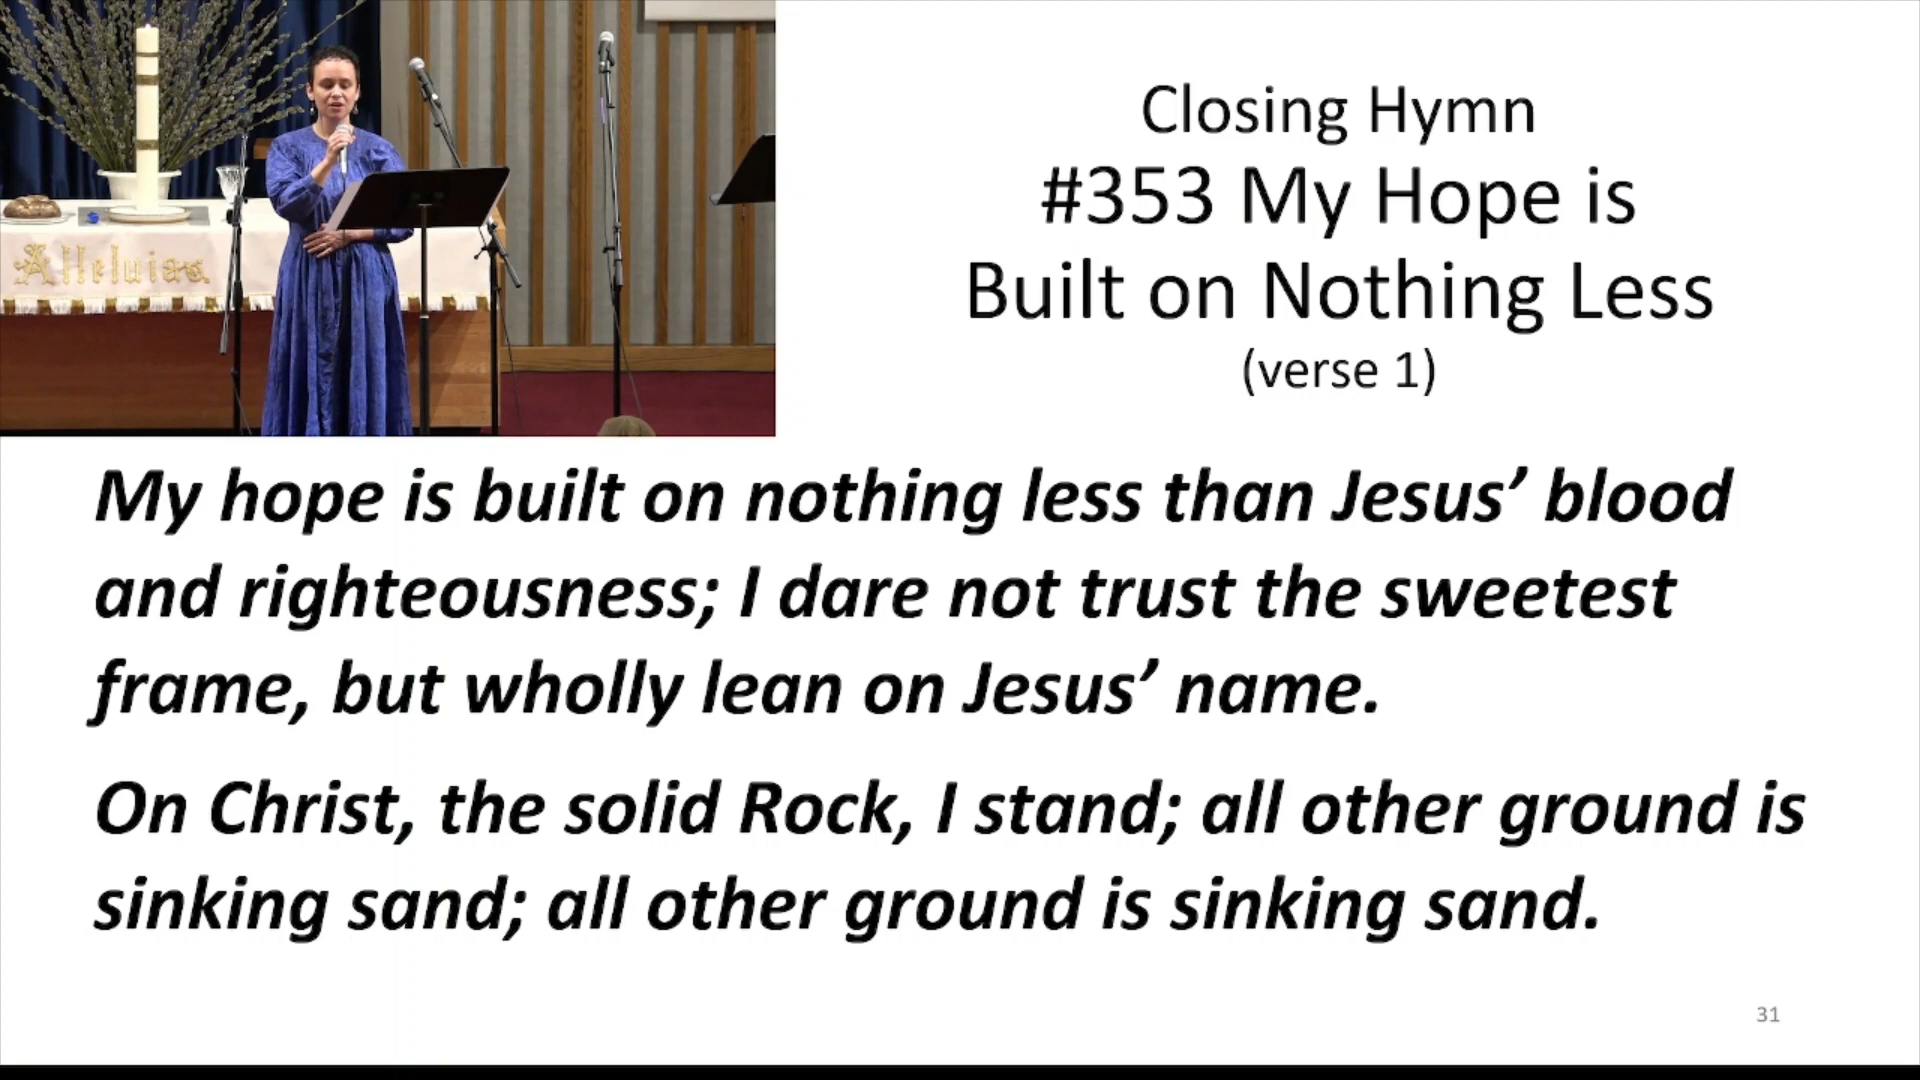 Alleluias
Closing Hymn
#353 My Hope is
Built on Nothing Less
(verse 1)
My hope is built on nothing less than Jesus’ blood
and righteousness; I dare not trust the sweetest
frame, but wholly lean on Jesus’ name.
On Christ, the solid Rock, I stand; all other ground is
sinking sand; all other ground is sinking sand.
31